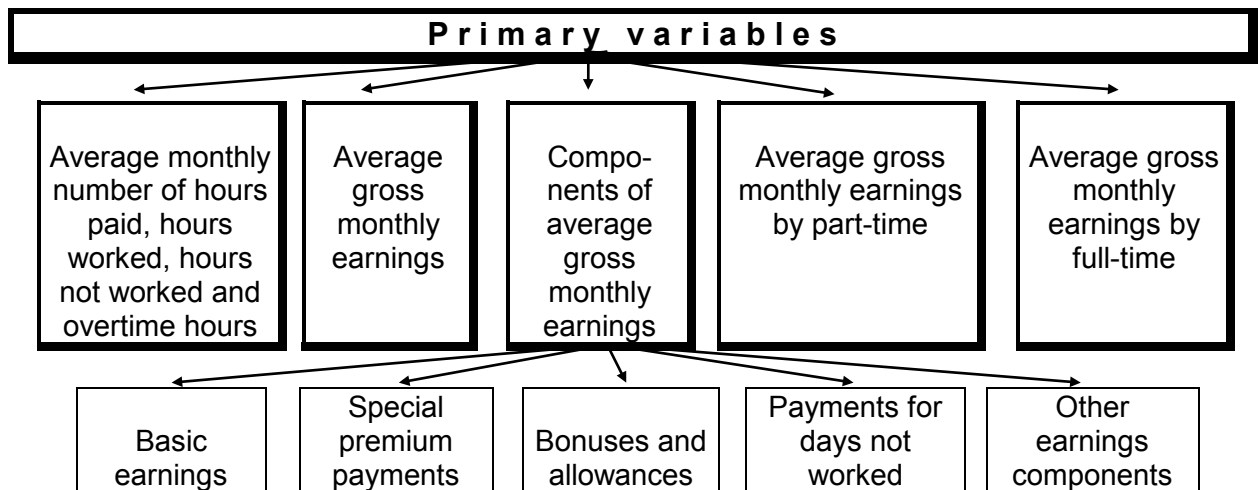 Primary variables
Average monthly
number of hours
paid, hours
worked, hours
not worked and
overtime hours
Average
gross
monthly
earnings
Compo-
nents of
average
gross
monthly
earnings
Average gross
monthly earnings
by part-time
Average gross
monthly
earnings by
full-time
Basic
earnings
Special
premium
payments
Bonuses and
allowances
Payments for
days not
worked
Other
earnings
components